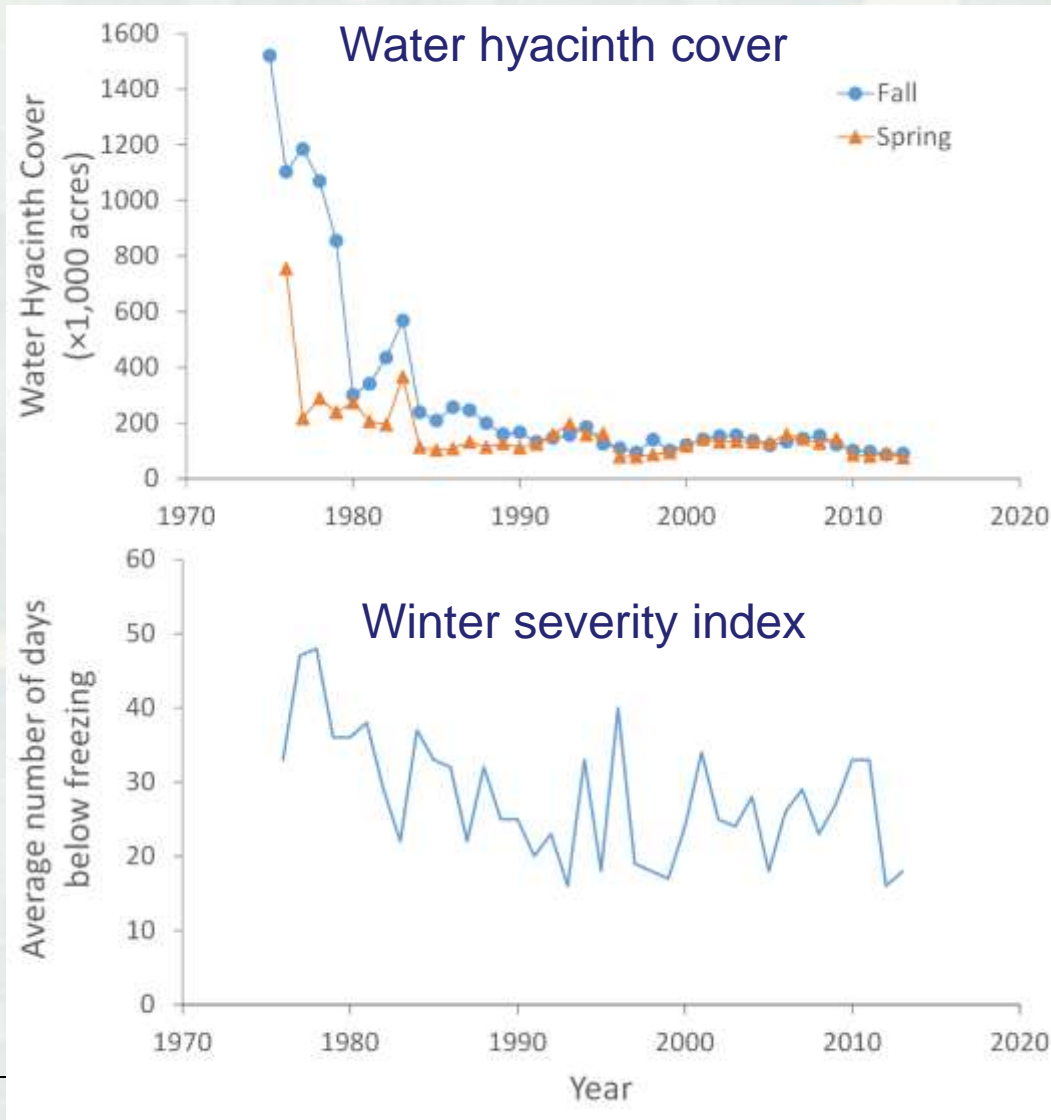 Water hyacinth cover
Water Hyacinth Cover
(×1,000 acres)
1600
1400
1200
1000
800
600
400
200
0
Fall
Spring
1970 1980 1990 2000 2010 2020
Winter severity index
Average number of days
below freezing
60
50
40
30
20
10
0
1970 1980 1990 2000 2010 2020
Year